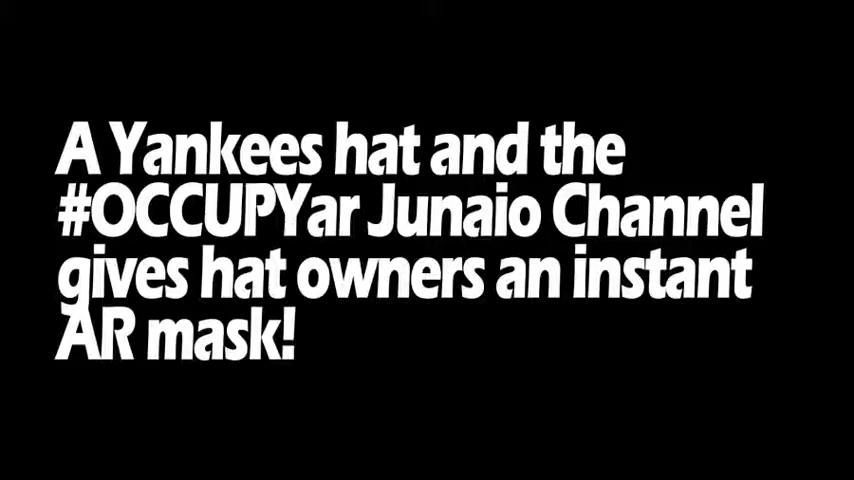 A Yankees hat and the
#OCCUPYar Junaio Channel
gives hat owners an instant
AR mask!